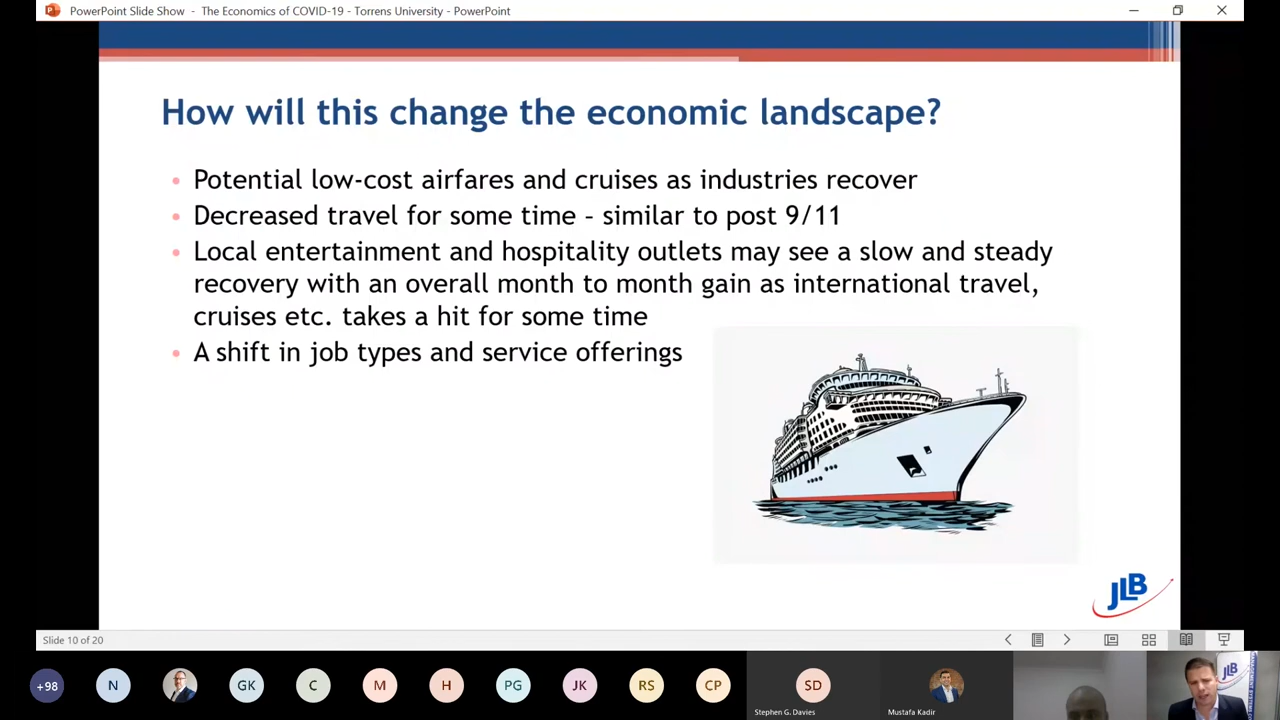 PowerPoint Slide Show - The Economics of COVID-19 - Torrens University - PowerPoint
How will this change the economic landscape?
• Potential low-cost airfares and cruises as industries recover
• Decreased travel for some time – similar to post 9/11
• Local entertainment and hospitality outlets may see a slow and steady
recovery with an overall month to month gain as international travel,
cruises etc. takes a hit for some time
• A shift in job types and service offerings
JLB
Slide 10 of 20
+98
N
GK
C
M
H
PG
JK
RS
CP
SD
Stephen G. Davies
Mustafa Kadir
JLB